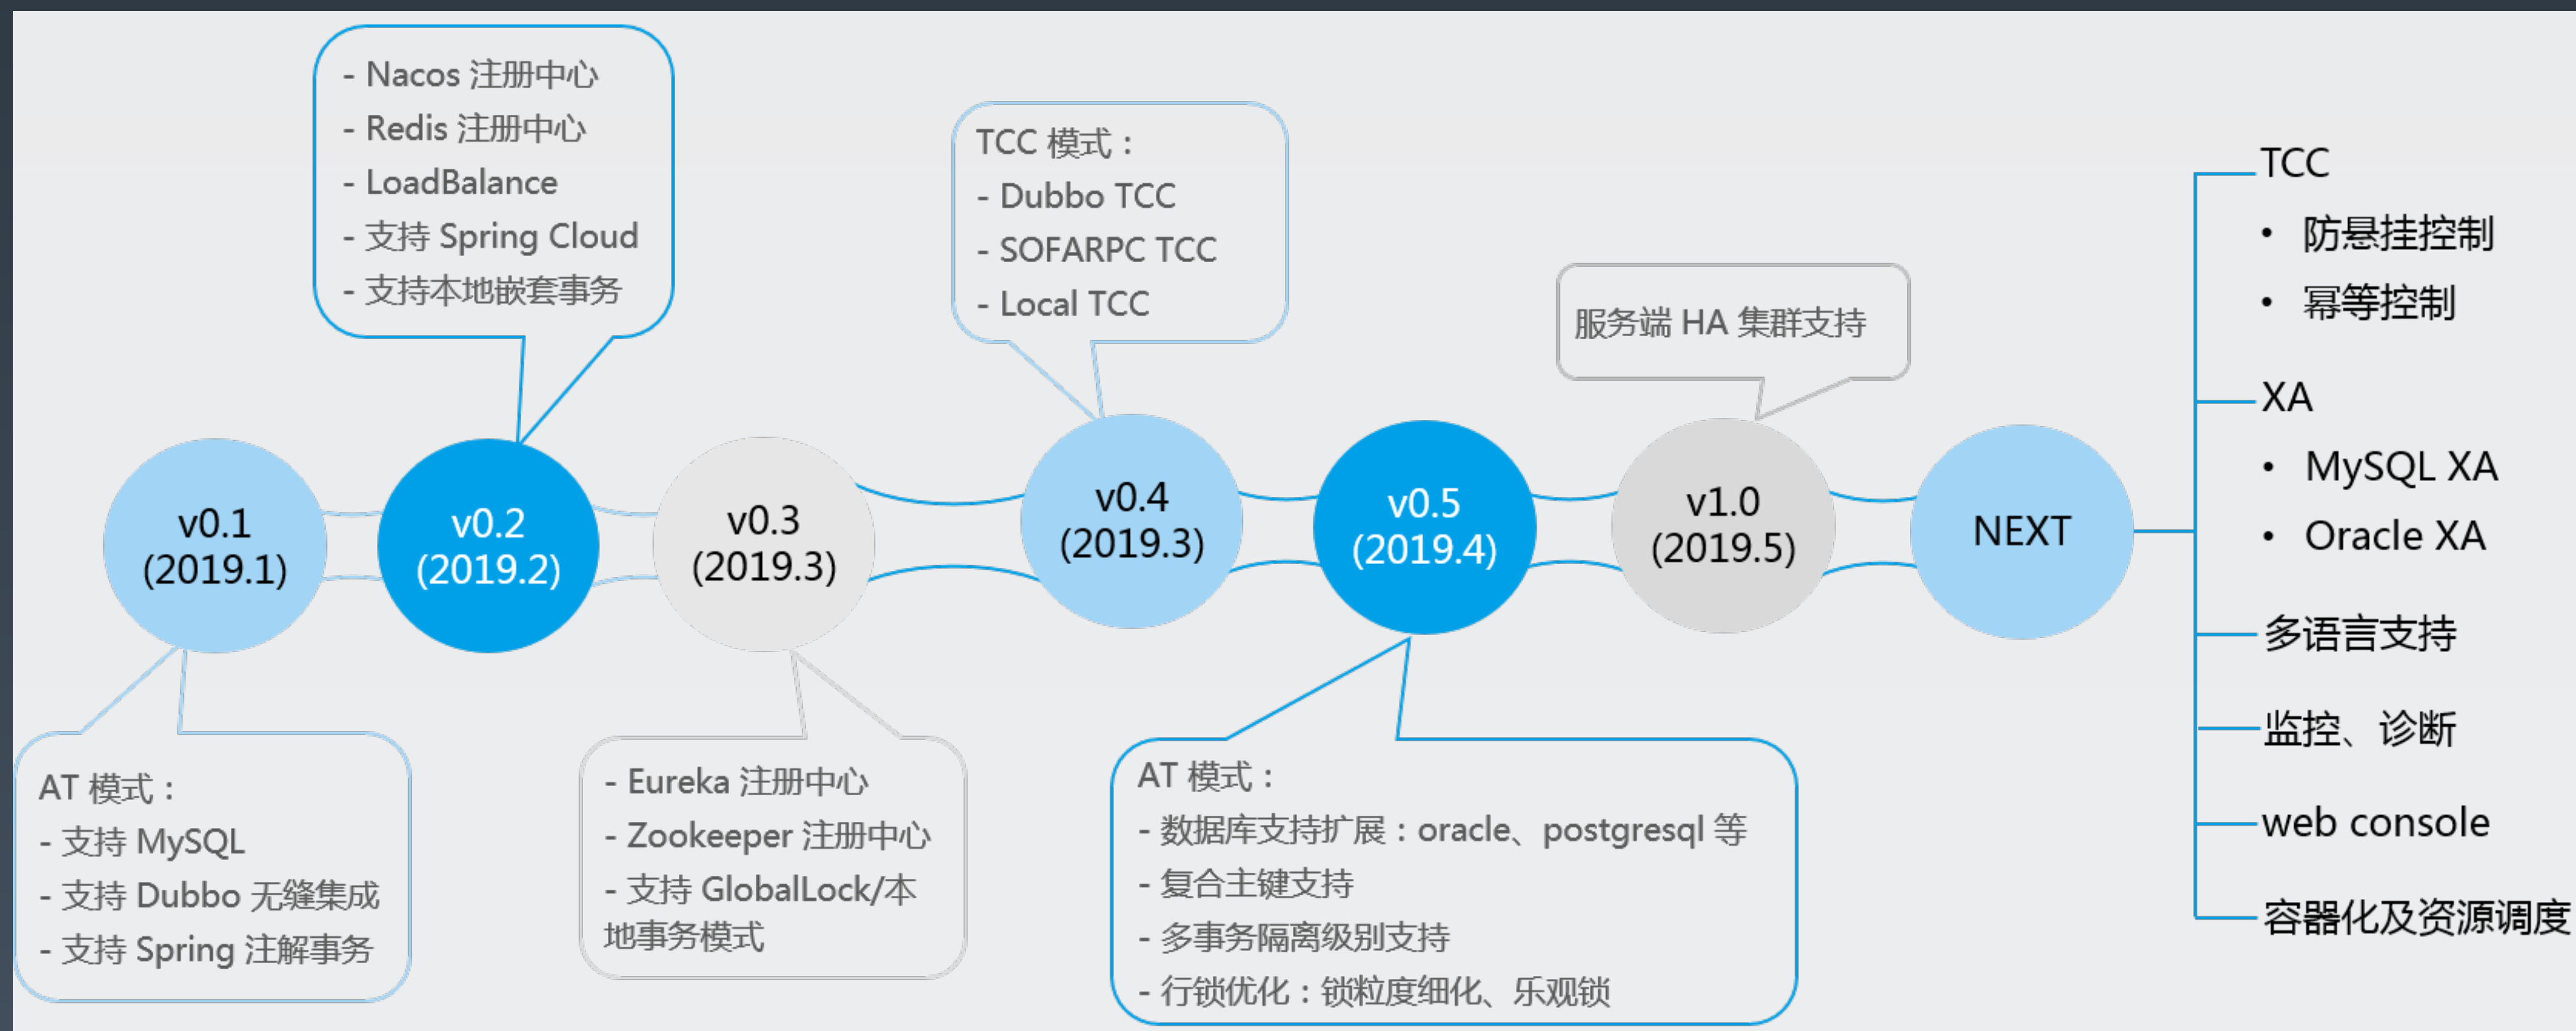 - Nacos 注册中心
- Redis 注册中心
- LoadBalance
- 支持 Spring Cloud
- 支持本地嵌套事务
TCC 模式：
- Dubbo TCC
- SOFARPC TCC
- Local TCC
服务端 HA 集群支持
v0.1
(2019.1)
v0.2
(2019.2)
v0.3
(2019.3)
v0.4
(2019.3)
v0.5
(2019.4)
v1.0
(2019.5)
NEXT
AT 模式：
- 支持 MySQL
- 支持 Dubbo 无缝集成
- 支持 Spring 注解事务
- Eureka 注册中心
- Zookeeper 注册中心
- 支持 GlobalLock/本
地事务模式
AT 模式：
- 数据库支持扩展：oracle、postgresql 等
- 复合主键支持
- 多事务隔离级别支持
- 行锁优化：锁粒度细化、乐观锁
TCC
• 防悬挂控制
• 幂等控制
XA
• MySQL XA
• Oracle XA
多语言支持
监控、诊断
web console
容器化及资源调度